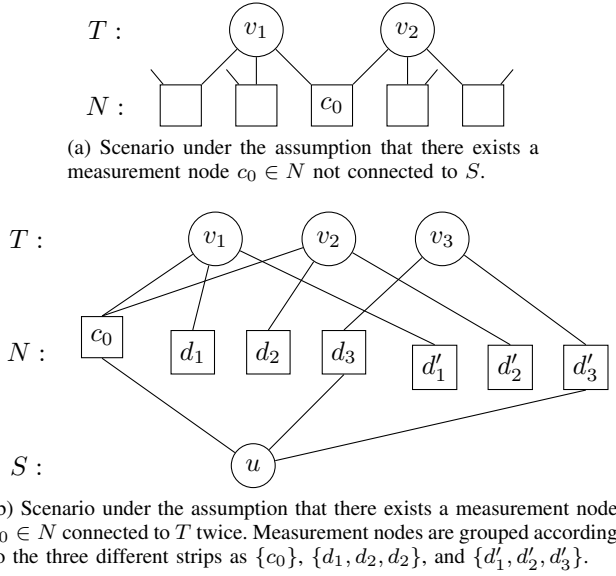 T :
v₁ v₂
N :
c₀
(a) Scenario under the assumption that there exists a
measurement node c₀ ∈ N not connected to S.
T :
v₁ v₂ v₃
N :
c₀ d₁ d₂ d₃ d′₁ d′₂ d′₃
S :
u
) Scenario under the assumption that there exists a measurement node
₀ ∈ N connected to T twice. Measurement nodes are grouped according
o the three different strips as {c₀}, {d₁, d₂, d₂}, and {d′₁, d′₂, d′₃}.